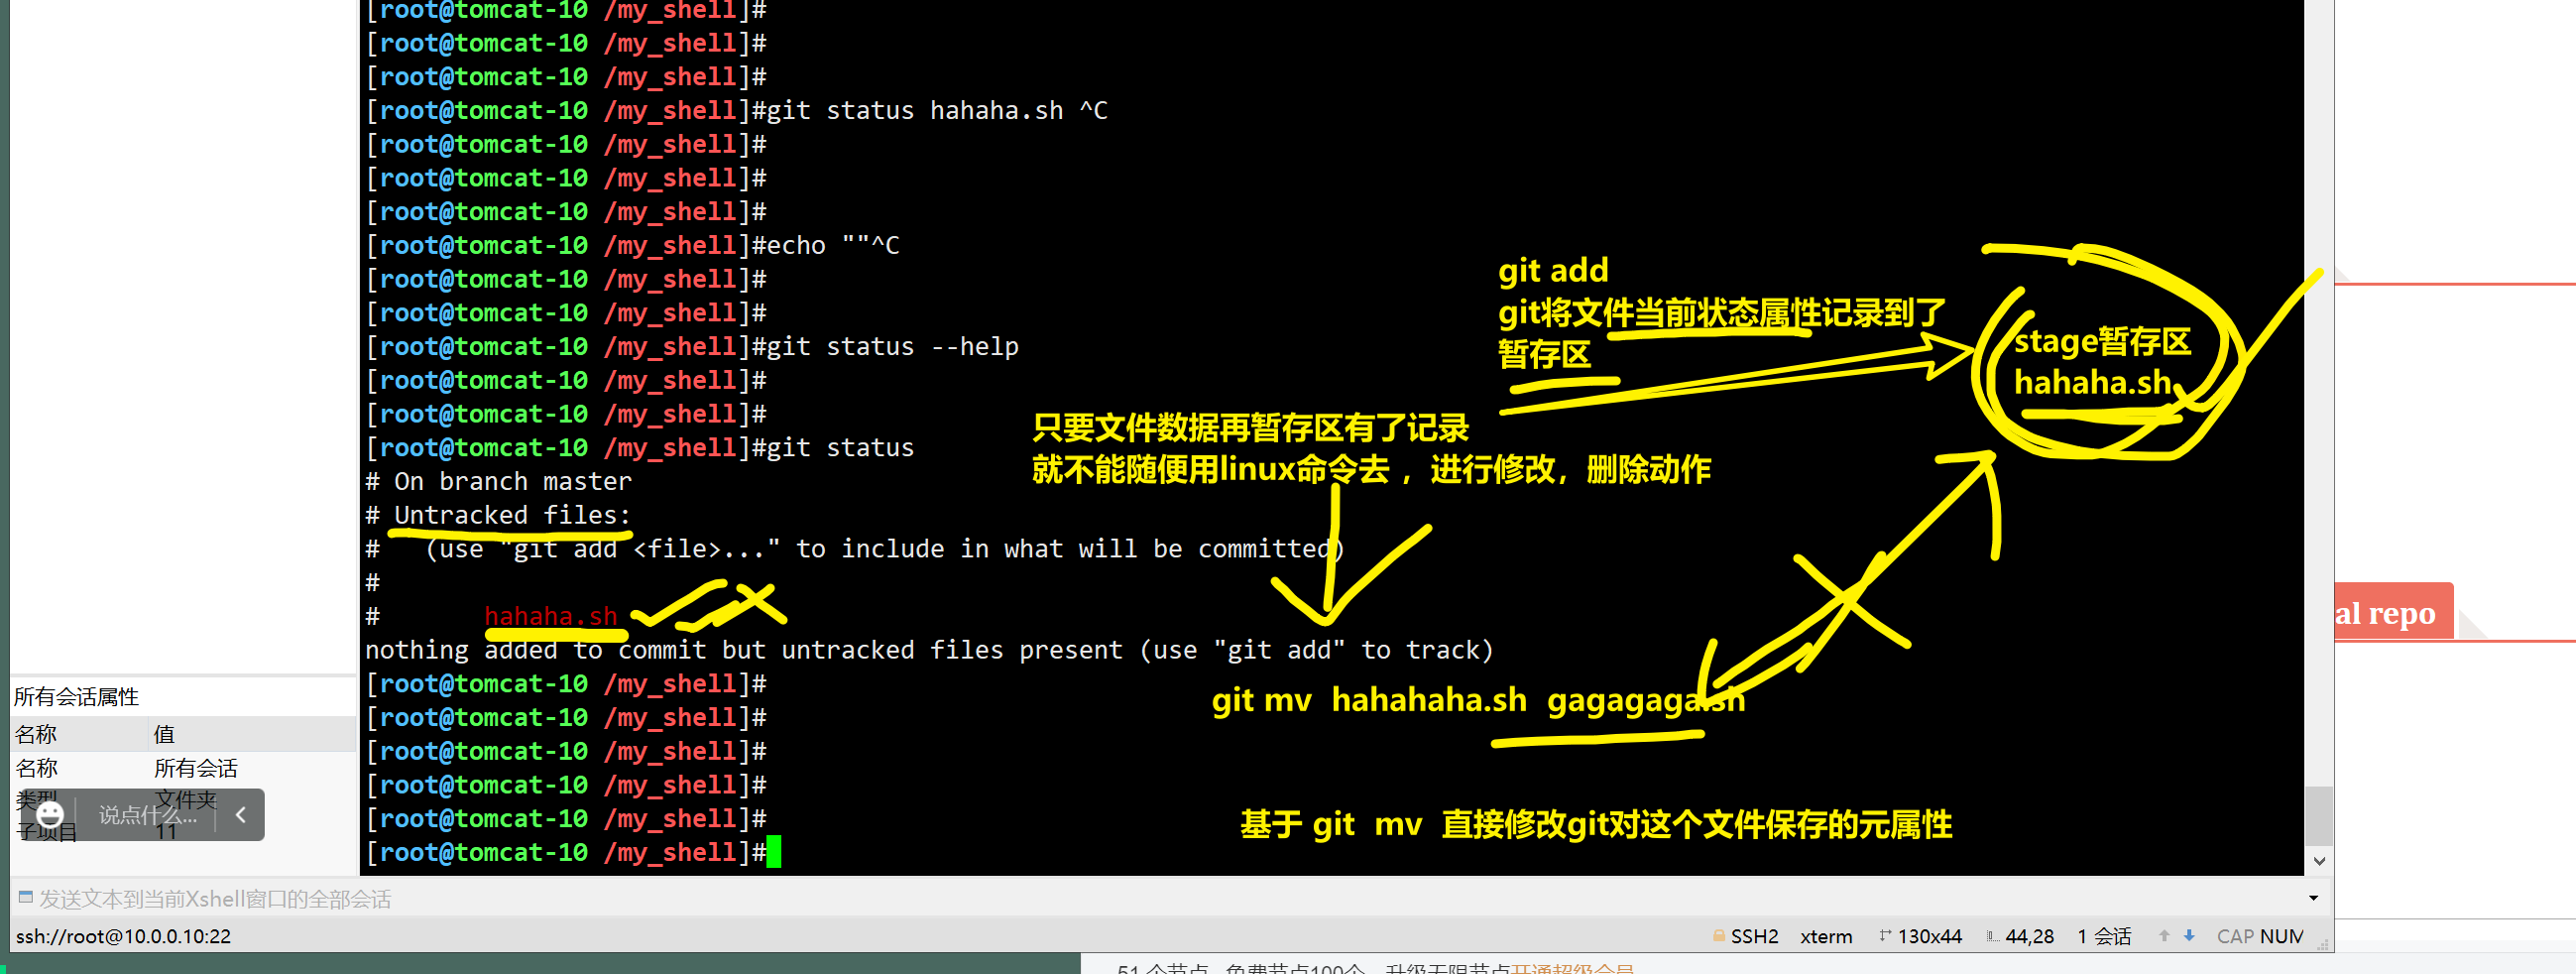 [root@tomcat-10 /my_shell]#
[root@tomcat-10 /my_shell]#
[root@tomcat-10 /my_shell]#
[root@tomcat-10 /my_shell]#git status hahaha.sh ^C
[root@tomcat-10 /my_shell]#
[root@tomcat-10 /my_shell]#
[root@tomcat-10 /my_shell]#
[root@tomcat-10 /my_shell]#echo ""^C
[root@tomcat-10 /my_shell]#
[root@tomcat-10 /my_shell]#
[root@tomcat-10 /my_shell]#git status --help
[root@tomcat-10 /my_shell]#
[root@tomcat-10 /my_shell]#
[root@tomcat-10 /my_shell]#git status
# On branch master
# Untracked files:
#   (use "git add <file>..." to include in what will be committed)
#
#       hahaha.sh
nothing added to commit but untracked files present (use "git add" to track)
[root@tomcat-10 /my_shell]#
[root@tomcat-10 /my_shell]#
[root@tomcat-10 /my_shell]#
[root@tomcat-10 /my_shell]#
[root@tomcat-10 /my_shell]#
[root@tomcat-10 /my_shell]#
git add
git将文件当前状态属性记录到了
暂存区
stage暂存区
hahaha.sh
只要文件数据再暂存区有了记录
就不能随便用linux命令去 ，进行修改，删除动作
git mv  hahahaha.sh  gagagaga.sh
基于 git  mv  直接修改git对这个文件保存的元属性
al repo
所有会话属性
名称 值
名称 所有会话
类型 文件夹
子项目 11
说点什么...
发送文本到当前Xshell窗口的全部会话
ssh://root@10.0.0.10:22
SSH2 xterm 130x44 44,28 1 会话 CAP NUM
51 个节点 免费节点100个，升级无限节点开通超级会员